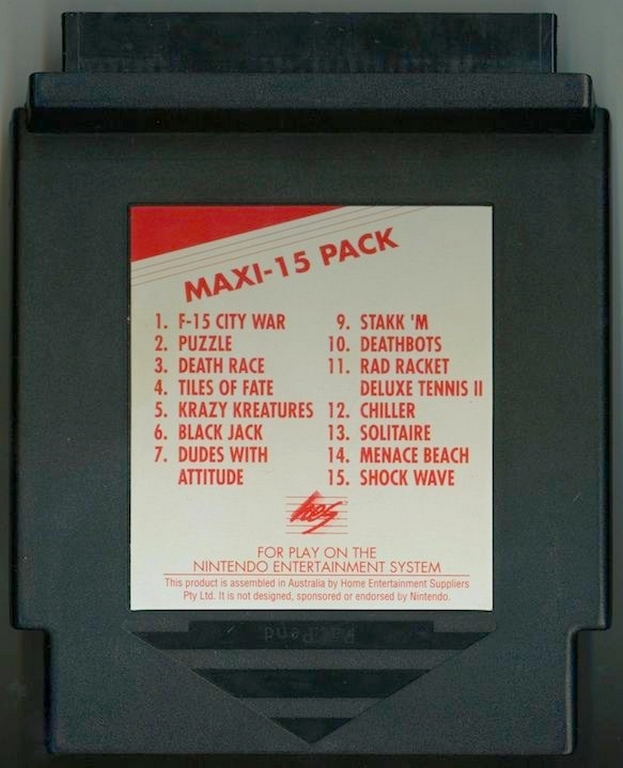 MAXI-15 PACK
1. F-15 CITY WAR
2. PUZZLE
3. DEATH RACE
4. TILES OF FATE
5. KRAZY KREATURES
6. BLACK JACK
7. DUDES WITH
ATTITUDE
9. STAKK 'M
10. DEATHBOTS
11. RAD RACKET
DELUXE TENNIS II
12. CHILLER
13. SOLITAIRE
14. MENACE BEACH
15. SHOCK WAVE
hes
FOR PLAY ON THE
NINTENDO ENTERTAINMENT SYSTEM
This product is assembled in Australia by Home Entertainment Suppliers
Pty Ltd. It is not designed, sponsored or endorsed by Nintendo.
Pat. Pend